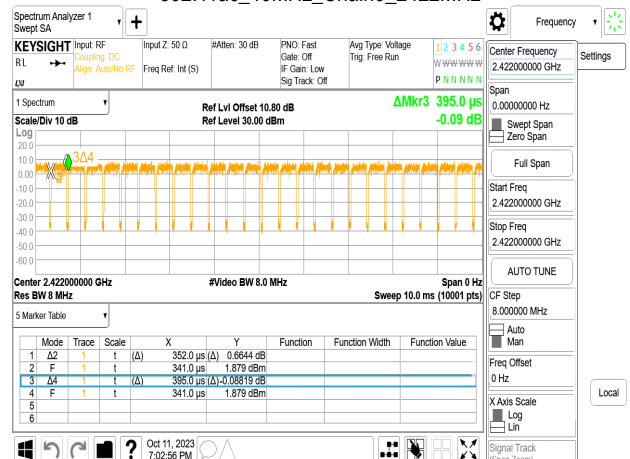 Spectrum Analyzer 1
Swept SA
Frequency
KEYSIGHT
Input: RF
Input Z: 50 Ω
#Atten: 30 dB
PNO: Fast
Avg Type: Voltage
1 2 3 4 5 6
RL
Coupling: DC
Gate: Off
Trig: Free Run
Align: Auto/No RF
Freq Ref: Int (S)
IF Gain: Low
W W W W W W
Sig Track: Off
P N N N N N
LXI
Center Frequency
2.422000000 GHz
Settings
Span
0.00000000 Hz
Swept Span
Zero Span
Full Span
Start Freq
2.422000000 GHz
Stop Freq
2.422000000 GHz
AUTO TUNE
CF Step
8.000000 MHz
Auto
Man
Freq Offset
0 Hz
X Axis Scale
Log
Lin
Local
Signal Track
1 Spectrum
Ref Lvl Offset 10.80 dB
ΔMkr3 395.0 µs
Scale/Div 10 dB
Ref Level 30.00 dBm
-0.09 dB
Log
20.0
3Δ4
10.0
0.00
-10.0
-20.0
-30.0
-40.0
-50.0
-60.0
Center 2.422000000 GHz
#Video BW 8.0 MHz
Span 0 Hz
Res BW 8 MHz
Sweep 10.0 ms (10001 pts)
5 Marker Table
Mode Trace Scale X Y Function Function Width Function Value
1 Δ2 1 t (Δ) 352.0 µs (Δ) 0.6644 dB
2 F 1 t 341.0 µs 1.879 dBm
3 Δ4 1 t (Δ) 395.0 µs (Δ) -0.08819 dB
4 F 1 t 341.0 µs 1.879 dBm
5
6
?
Oct 11, 2023
7:02:56 PM